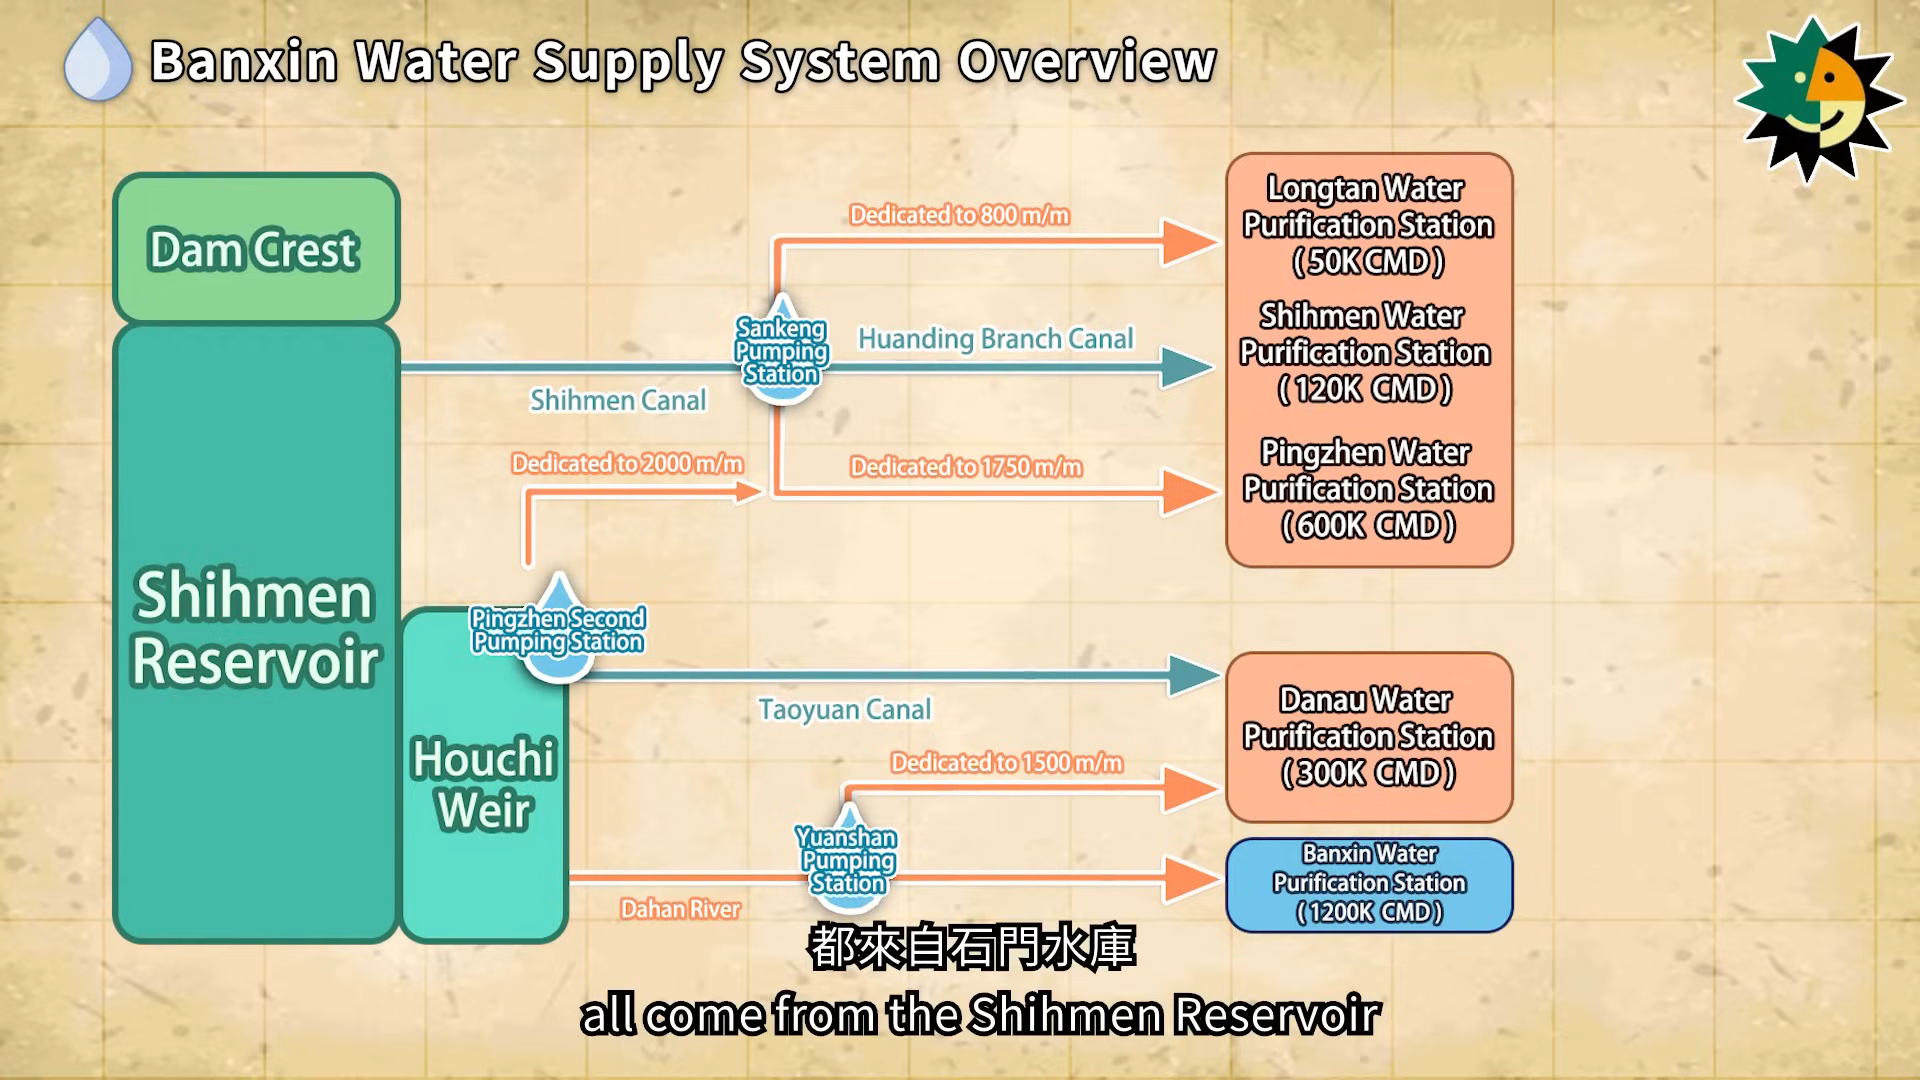 Banxin Water Supply System Overview
Dam Crest
Shihmen
Reservoir
Houchi
Weir
Shihmen Canal
Sankeng
Pumping
Station
Dedicated to 800 m/m
Huanding Branch Canal
Dedicated to 2000 m/m
Dedicated to 1750 m/m
Pingzhen Second
Pumping Station
Taoyuan Canal
Dedicated to 1500 m/m
Yuanshan
Pumping
Station
Dahan River
Longtan Water
Purification Station
(50K CMD)
Shihmen Water
Purification Station
(120K CMD)
Pingzhen Water
Purification Station
(600K CMD)
Danau Water
Purification Station
(300K CMD)
Banxin Water
Purification Station
(1200K CMD)
都來自石門水庫
all come from the Shihmen Reservoir